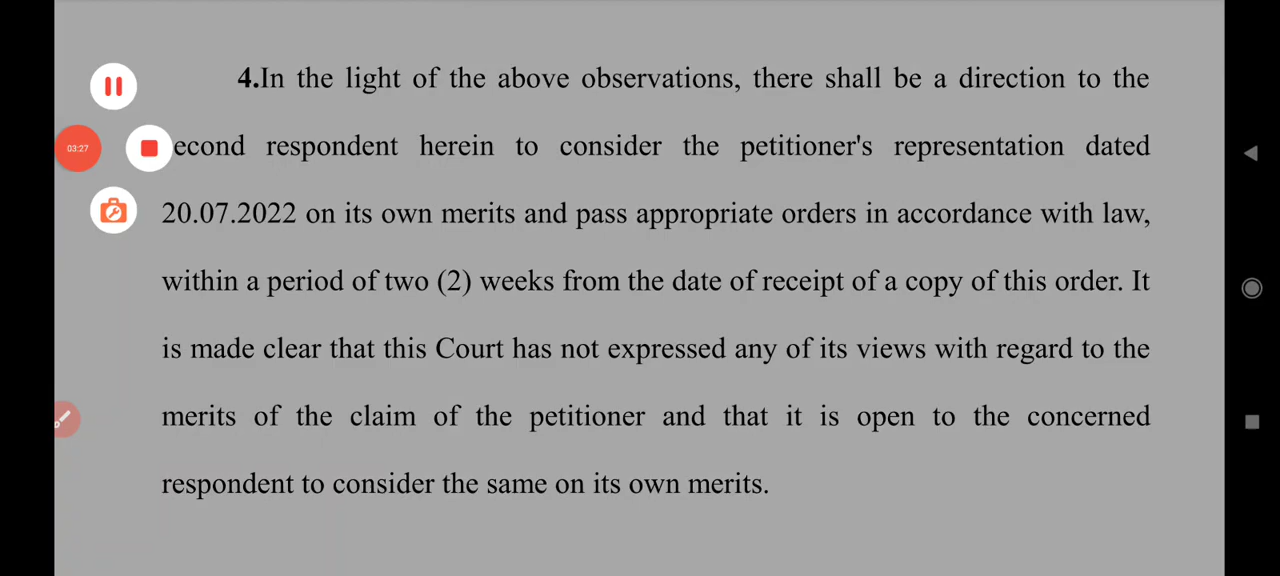 4.In the light of the above observations, there shall be a direction to the
03:27
econd respondent herein to consider the petitioner's representation dated
20.07.2022 on its own merits and pass appropriate orders in accordance with law,
within a period of two (2) weeks from the date of receipt of a copy of this order. It
is made clear that this Court has not expressed any of its views with regard to the
merits of the claim of the petitioner and that it is open to the concerned
respondent to consider the same on its own merits.